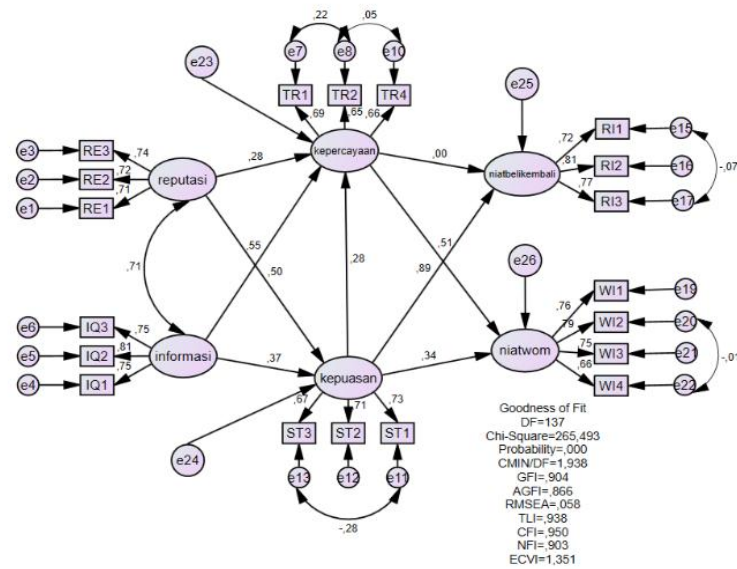 ,22
,05
e23
e7
e8
e10
e25
TR1
TR2
TR4
,69
,65
,66
,72
RI1
e15
e3
RE3
,74
,28
kepercayaan
,00
,81
RI2
e16
-,07
e2
RE2
,72
reputasi
niatbelikembali
,77
RI3
e17
e1
RE1
,71
,71
,55
,50
,28
,51
,89
e26
,76
WI1
e19
e6
IQ3
,75
,79
WI2
e20
e5
IQ2
,81
informasi
,37
kepuasan
,34
niatwom
,75
WI3
e21
-,01
e4
IQ1
,75
,66
WI4
e22
,67
,71
,73
e24
ST3
ST2
ST1
e13
e12
e11
-,28
Goodness of Fit
DF=137
Chi-Square=265,493
Probability=,000
CMIN/DF=1,938
GFI=,904
AGFI=,866
RMSEA=,058
TLI=,938
CFI=,950
NFI=,903
ECVI=1,351